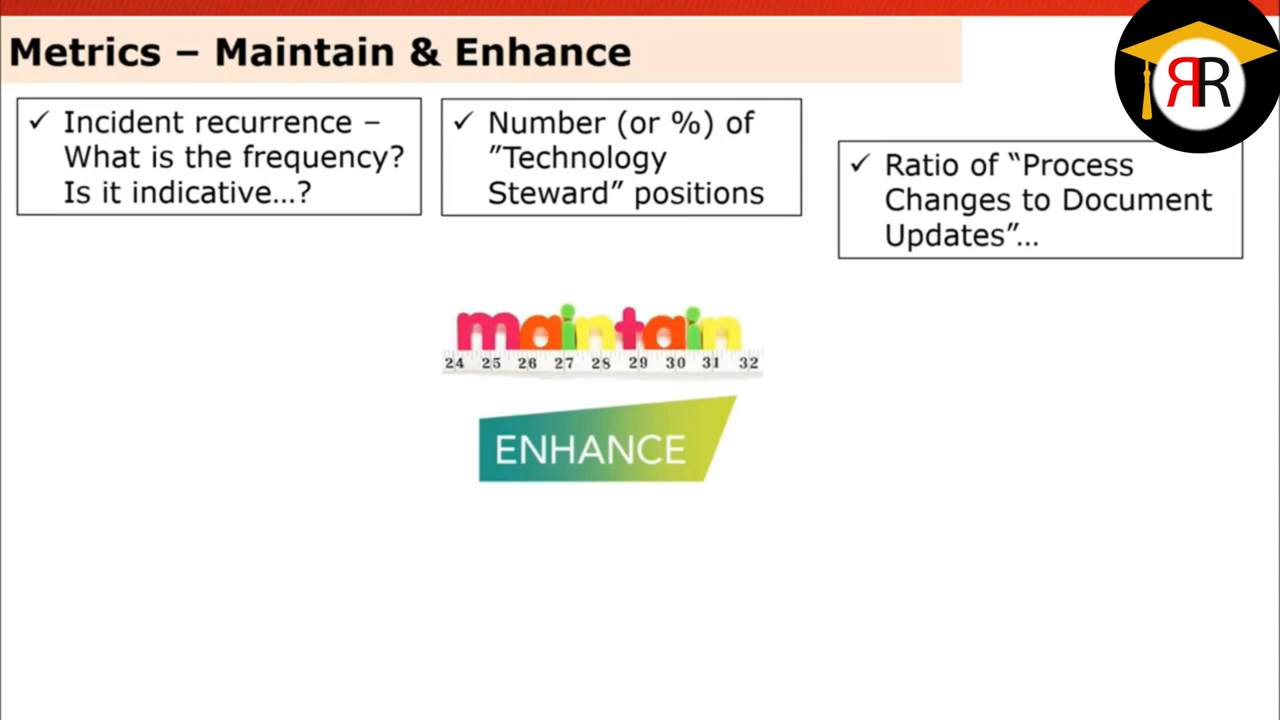 Metrics – Maintain & Enhance
ЯR
✓ Incident recurrence –
What is the frequency?
Is it indicative…?
✓ Number (or %) of
”Technology
Steward” positions
✓ Ratio of “Process
Changes to Document
Updates”…
maintain
24 25 26 27 28 29 30 31 32
ENHANCE